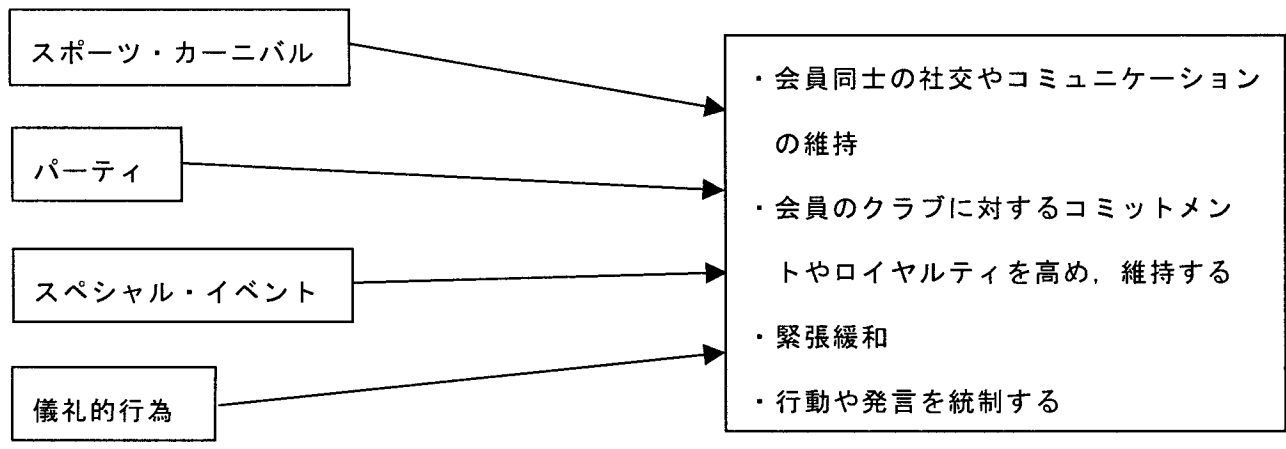 スポーツ・カーニバル
パーティ
スペシャル・イベント
儀礼的行為
・会員同士の社交やコミュニケーション
の維持
・会員のクラブに対するコミットメン
トやロイヤルティを高め，維持する
・緊張緩和
・行動や発言を統制する